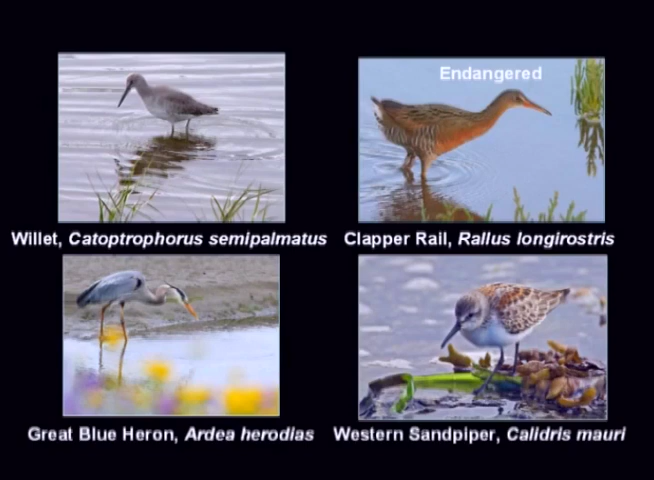 Endangered
Willet, Catoptrophorus semipalmatus
Clapper Rail, Rallus longirostris
Great Blue Heron, Ardea herodias
Western Sandpiper, Calidris mauri